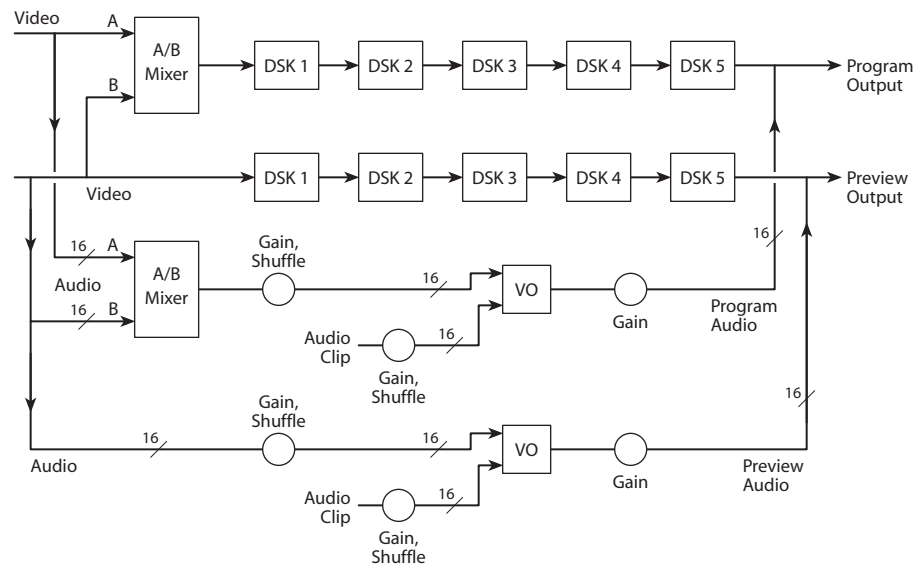 Video
A
A/B
Mixer
B
DSK 1
DSK 2
DSK 3
DSK 4
DSK 5
Program
Output
Video
DSK 1
DSK 2
DSK 3
DSK 4
DSK 5
Preview
Output
16
A
Audio
16
B
A/B
Mixer
Gain,
Shuffle
16
VO
Gain
16
Program
Audio
Audio
Clip
16
Gain,
Shuffle
Audio
16
Gain,
Shuffle
16
VO
Gain
16
Preview
Audio
Audio
Clip
16
Gain,
Shuffle